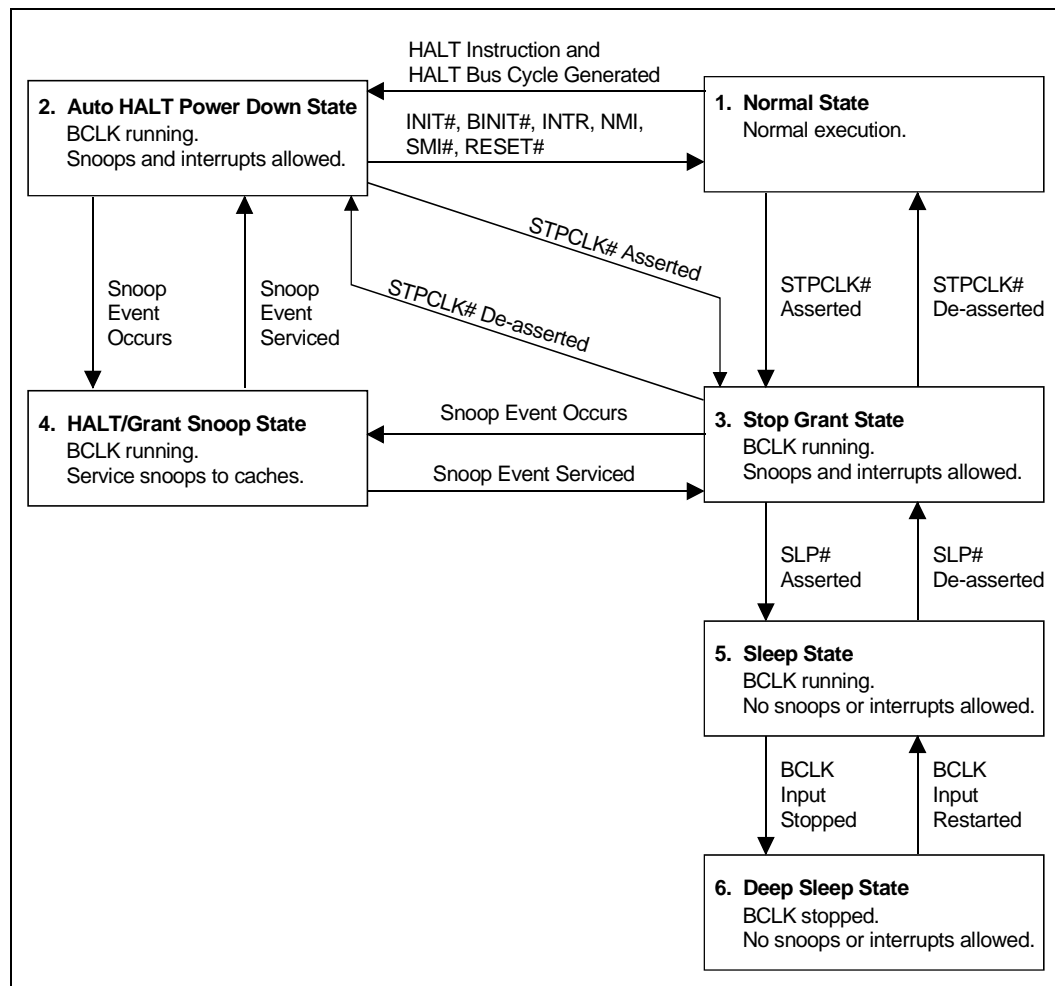 HALT Instruction and
HALT Bus Cycle Generated
2. Auto HALT Power Down State
BCLK running.
Snoops and interrupts allowed.
INIT#, BINIT#, INTR, NMI,
SMI#, RESET#
1. Normal State
Normal execution.
STPCLK# Asserted
STPCLK# De-asserted
Snoop
Event
Occurs
Snoop
Event
Serviced
STPCLK#
Asserted
STPCLK#
De-asserted
4. HALT/Grant Snoop State
BCLK running.
Service snoops to caches.
Snoop Event Occurs
Snoop Event Serviced
3. Stop Grant State
BCLK running.
Snoops and interrupts allowed.
SLP#
Asserted
SLP#
De-asserted
5. Sleep State
BCLK running.
No snoops or interrupts allowed.
BCLK
Input
Stopped
BCLK
Input
Restarted
6. Deep Sleep State
BCLK stopped.
No snoops or interrupts allowed.